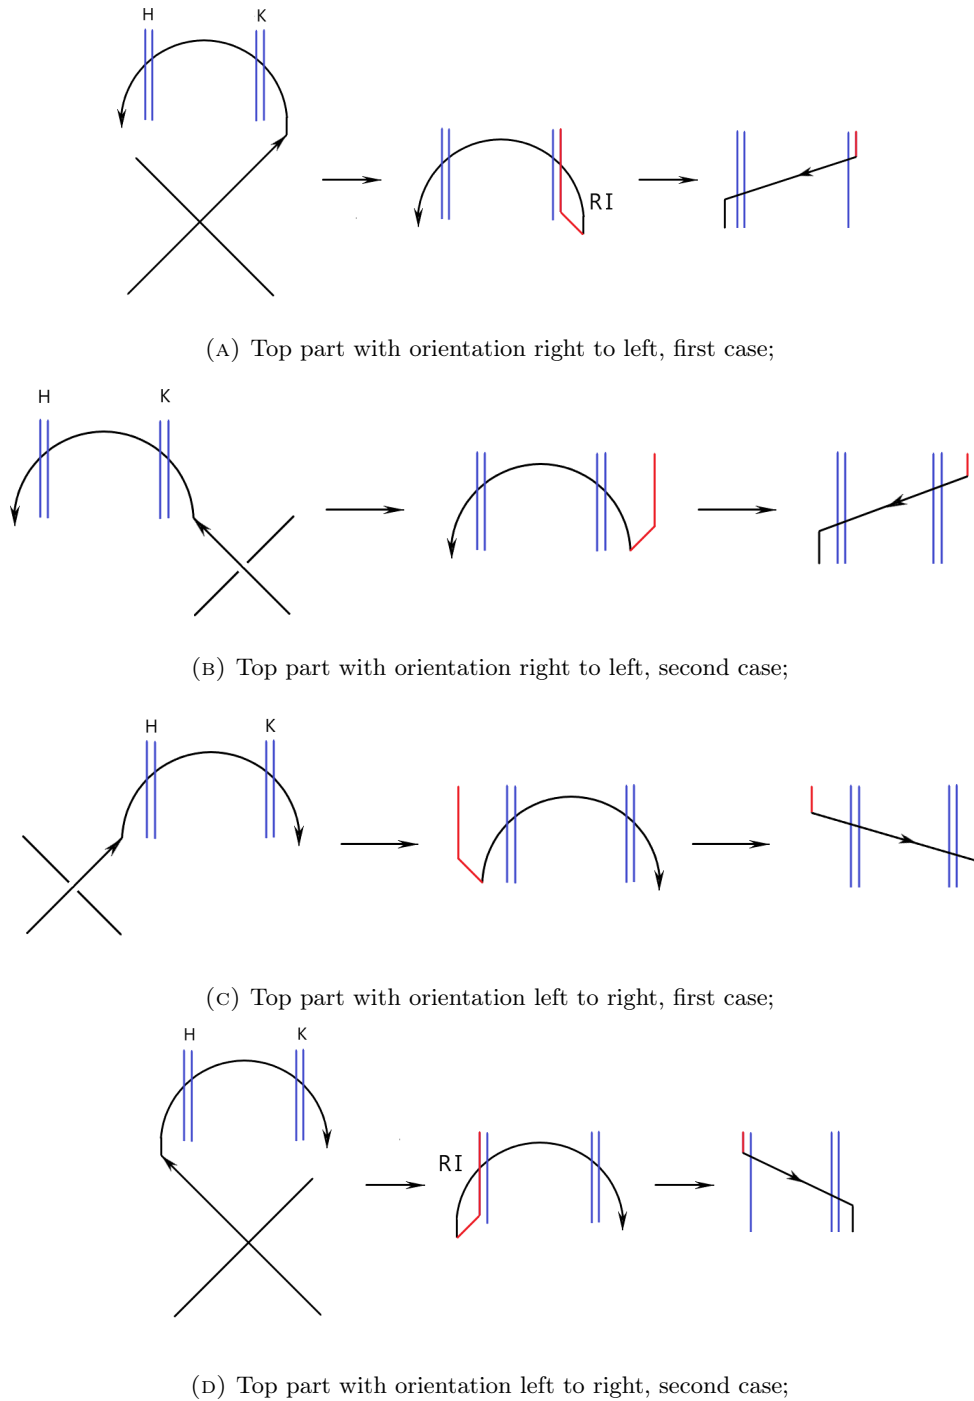 H K
RI
(A) Top part with orientation right to left, first case;
H K
(B) Top part with orientation right to left, second case;
H K
(C) Top part with orientation left to right, first case;
H K
RI
(D) Top part with orientation left to right, second case;